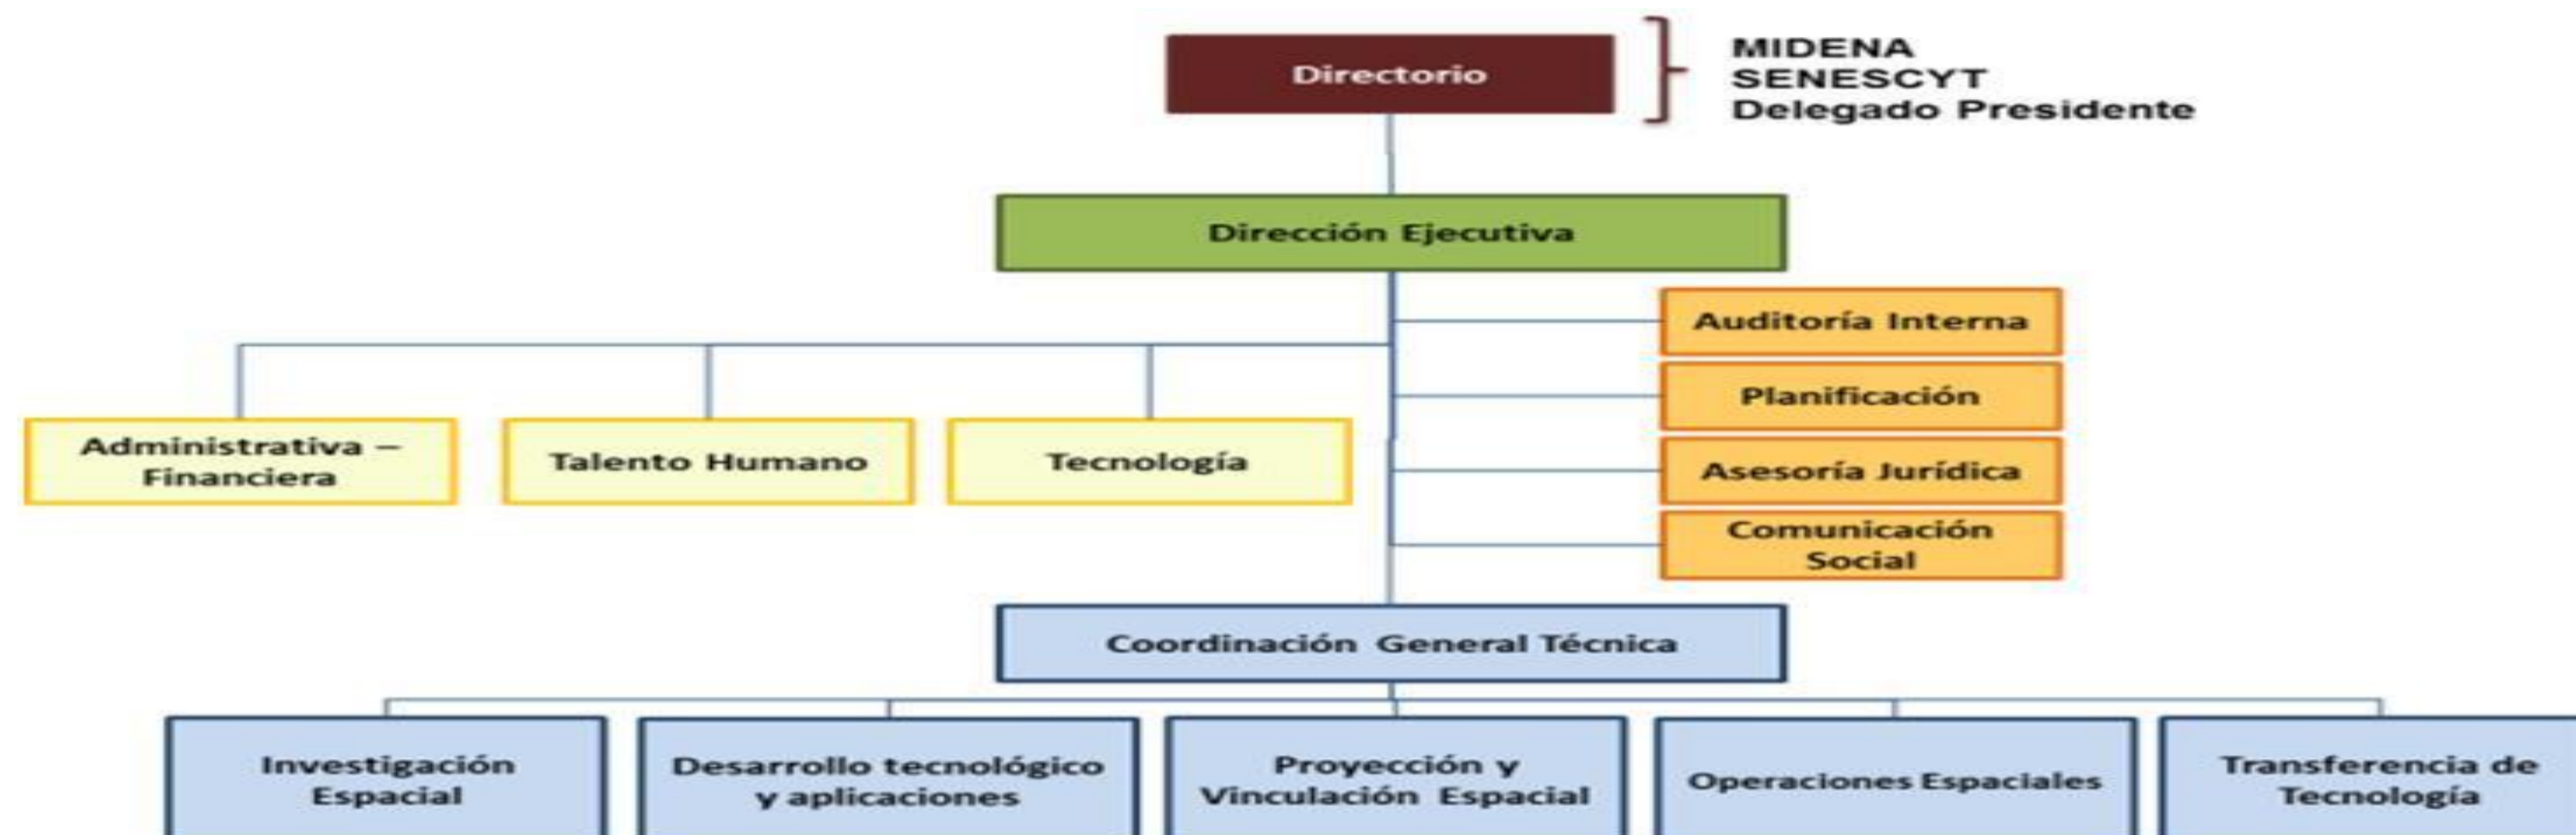 Directorio
MIDENA
SENESCYT
Delegado Presidente
Dirección Ejecutiva
Auditoría Interna
Planificación
Asesoría Jurídica
Comunicación
Social
Administrativa –
Financiera
Talento Humano
Tecnología
Coordinación General Técnica
Investigación
Espacial
Desarrollo tecnológico
y aplicaciones
Proyección y
Vinculación Espacial
Operaciones Espaciales
Transferencia de
Tecnología